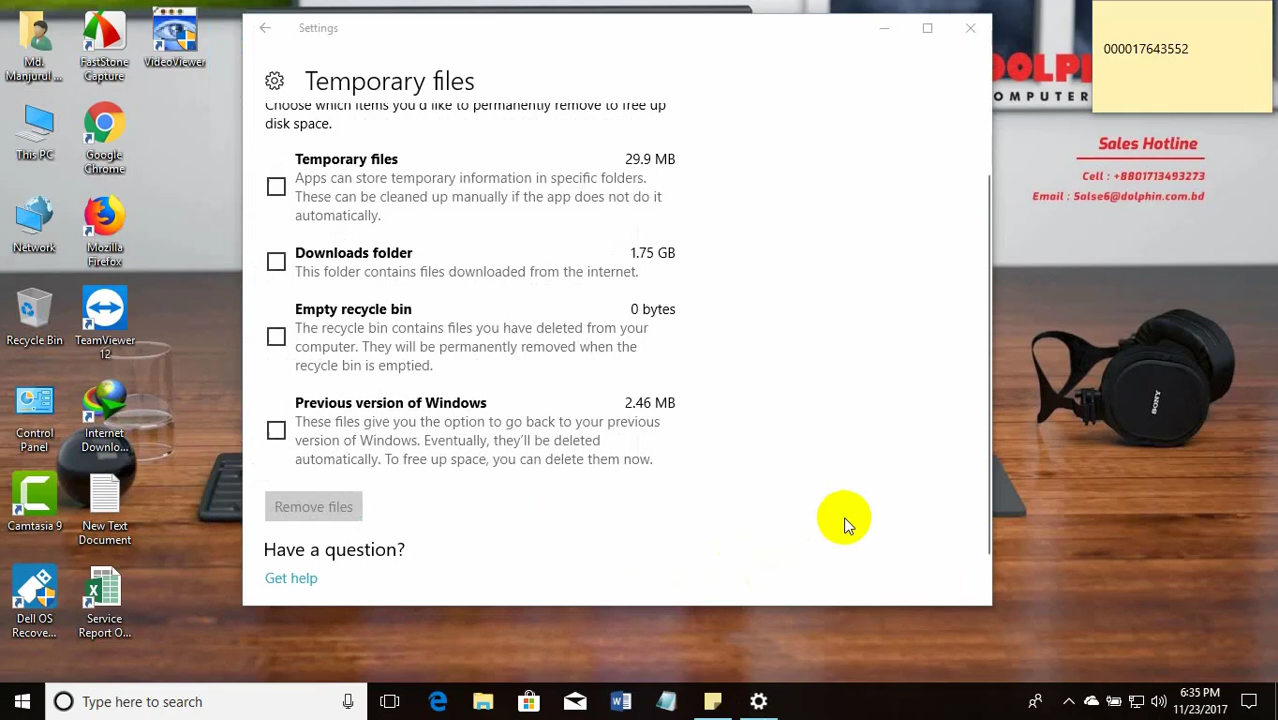 Settings
Temporary files
Choose which items you'd like to permanently remove to free up
disk space.
Temporary files 29.9 MB
Apps can store temporary information in specific folders.
These can be cleaned up manually if the app does not do it
automatically.
Downloads folder 1.75 GB
This folder contains files downloaded from the internet.
Empty recycle bin 0 bytes
The recycle bin contains files you have deleted from your
computer. They will be permanently removed when the
recycle bin is emptied.
Previous version of Windows 2.46 MB
These files give you the option to go back to your previous
version of Windows. Eventually, they'll be deleted
automatically. To free up space, you can delete them now.
Remove files
Have a question?
Get help
Md.
Manjurul ...
FastStone
Capture
VideoViewer
This PC
Google
Chrome
Network
Mozilla
Firefox
Recycle Bin
TeamViewer
12
Control
Panel
Internet
Downlo...
Camtasia 9
New Text
Document
Dell OS
Recove...
Service
Report O...
000017643552
DOLPH
COMPUTER
Sales Hotline
Cell : +8801713493273
Email : Salse6@dolphin.com.bd
SONY
Type here to search
6:35 PM
11/23/2017